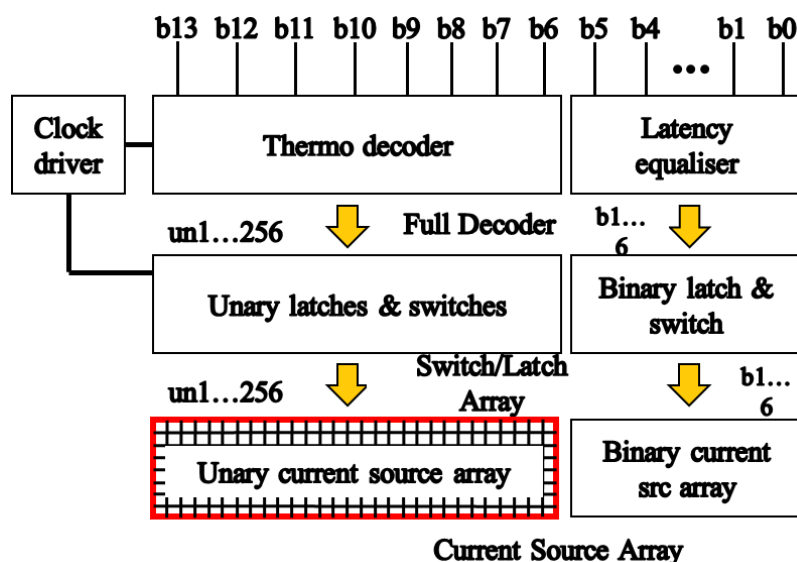 b13 b12 b11 b10 b9 b8 b7 b6 b5 b4 ••• b1 b0
Clock
driver
Thermo decoder
Latency
equaliser
un1…256
Full Decoder
b1…
6
Unary latches & switches
Binary latch &
switch
un1…256
Switch/Latch
Array
b1…
6
Unary current source array
Binary current
src array
Current Source Array